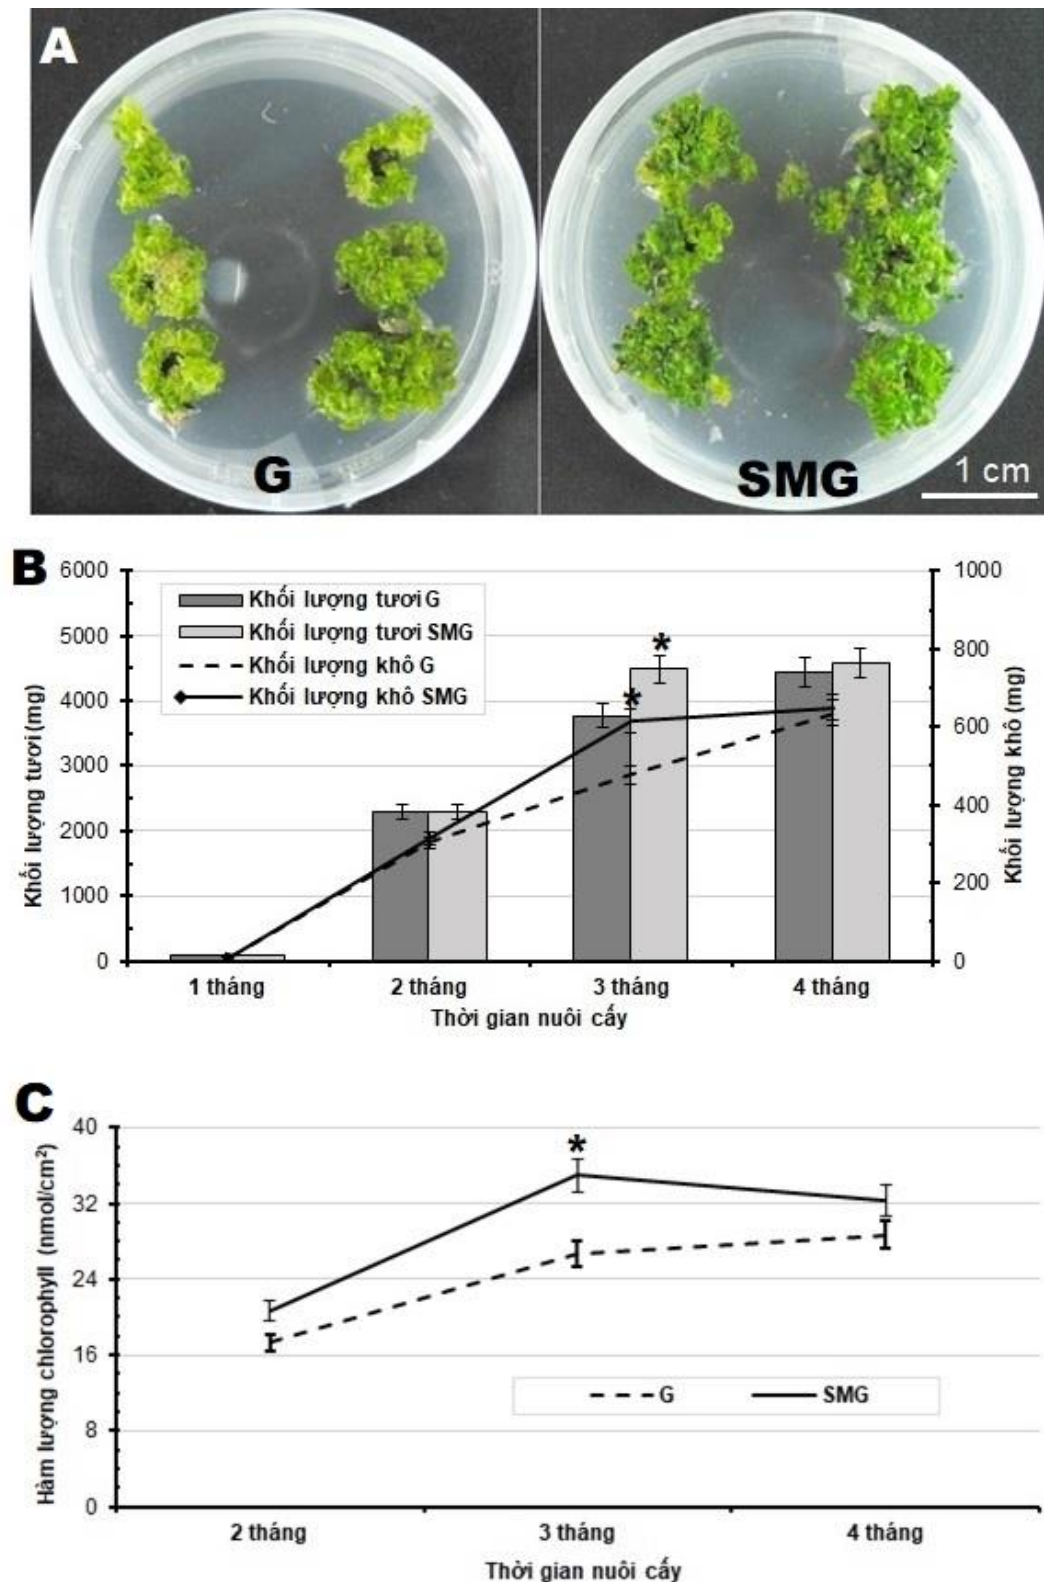 A
G
SMG
1 cm
B
Khối lượng tươi (mg)
6000
5000
4000
3000
2000
1000
0
Khối lượng tươi G
Khối lượng tươi SMG
Khối lượng khô G
Khối lượng khô SMG
*
*
1000
800
600
400
200
0
Khối lượng khô (mg)
1 tháng
2 tháng
3 tháng
4 tháng
Thời gian nuôi cấy
C
Hàm lượng chlorophyll (nmol/cm²)
40
32
24
16
8
0
*
G
SMG
2 tháng
3 tháng
4 tháng
Thời gian nuôi cấy